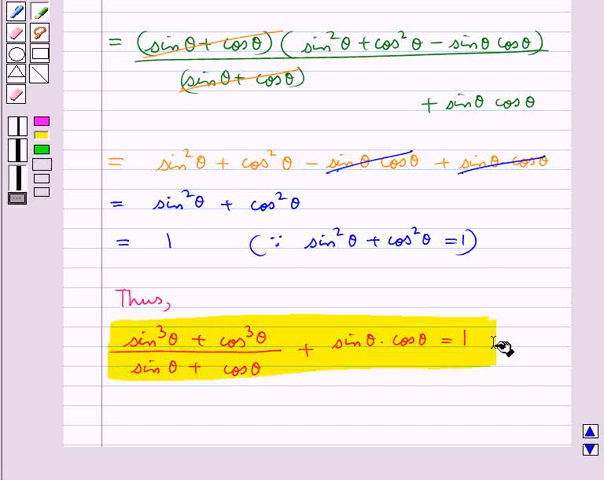 = (sinθ + cosθ) (sin²θ + cos²θ − sinθ cosθ)
(sinθ + cosθ)
+ sinθ cosθ
= sin²θ + cos²θ − sinθ cosθ + sinθ cosθ
= sin²θ + cos²θ
= 1 (∵ sin²θ + cos²θ = 1)
Thus,
sin³θ + cos³θ + sinθ · cosθ = 1
sinθ + cosθ